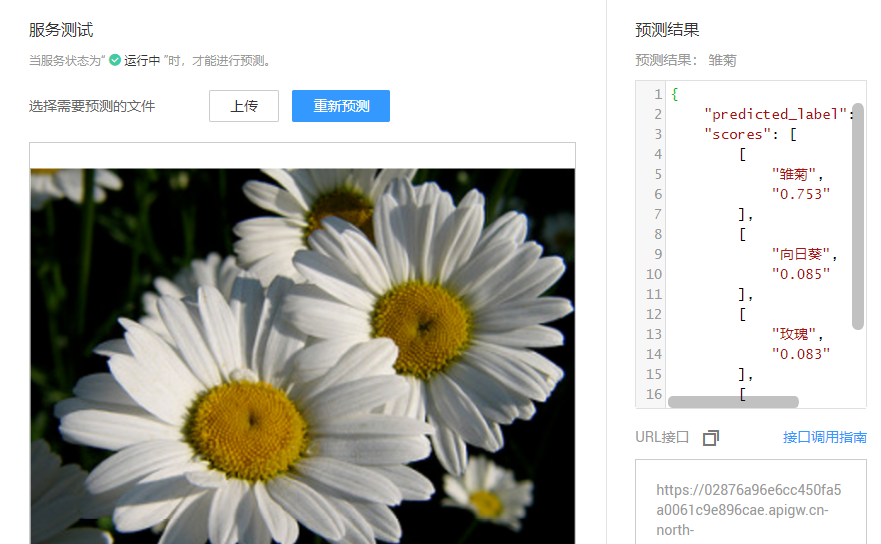 服务测试
当服务状态为“ 运行中 ”时，才能进行预测。
选择需要预测的文件
上传
重新预测
预测结果
预测结果： 雏菊
1 {
2 "predicted_label":
3 "scores": [
4 [
5 "雏菊",
6 "0.753"
7 ],
8 [
9 "向日葵",
10 "0.085"
11 ],
12 [
13 "玫瑰",
14 "0.083"
15 ],
16 [
URL接口
接口调用指南
https://02876a96e6cc450fa5
a0061c9e896cae.apigw.cn-
north-